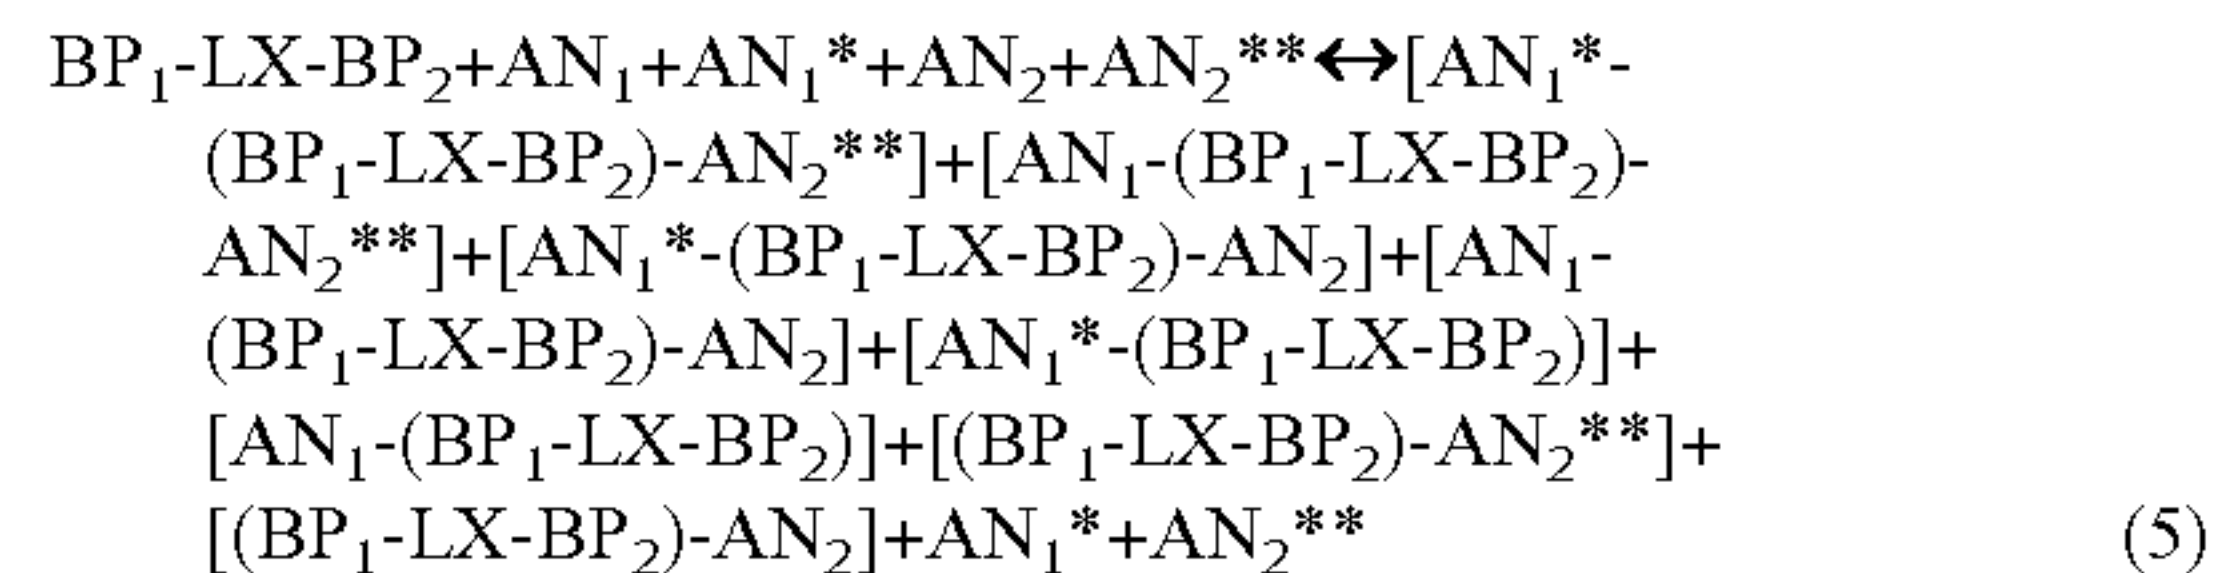 BP₁-LX-BP₂+AN₁+AN₁*+AN₂+AN₂**↔[AN₁*-
(BP₁-LX-BP₂)-AN₂**]+[AN₁-(BP₁-LX-BP₂)-
AN₂**]+[AN₁*-(BP₁-LX-BP₂)-AN₂]+[AN₁-
(BP₁-LX-BP₂)-AN₂]+[AN₁*-(BP₁-LX-BP₂)]+
[AN₁-(BP₁-LX-BP₂)]+[(BP₁-LX-BP₂)-AN₂**]+
[(BP₁-LX-BP₂)-AN₂]+AN₁*+AN₂** (5)